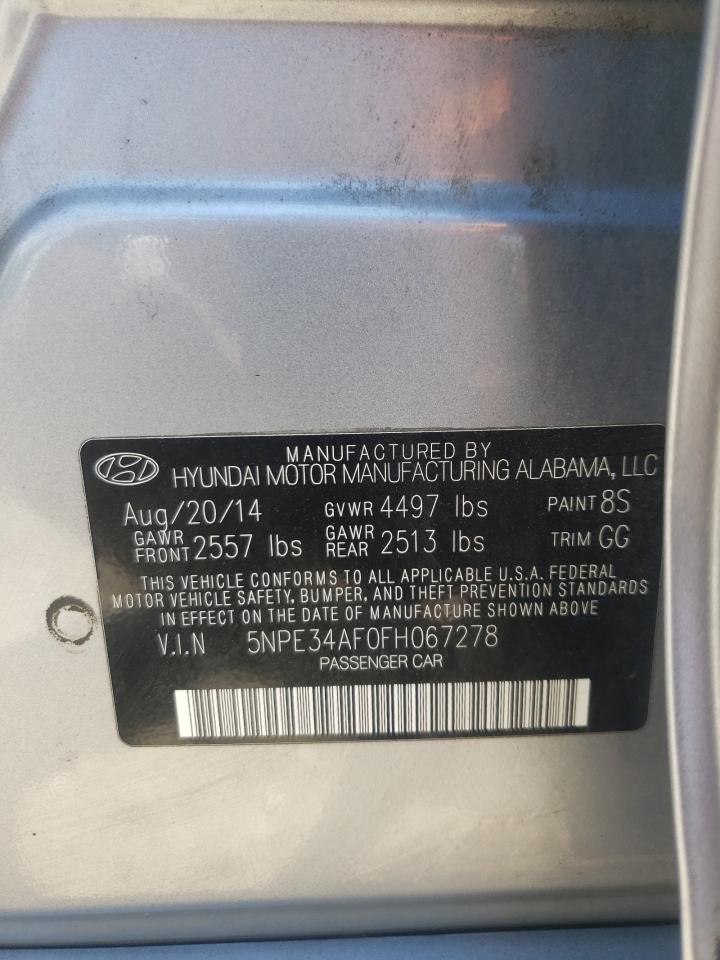 MANUFACTURED BY
HYUNDAI MOTOR MANUFACTURING ALABAMA, LLC
Aug/20/14 GVWR 4497 lbs PAINT 8S
GAWR FRONT 2557 lbs GAWR REAR 2513 lbs TRIM GG
THIS VEHICLE CONFORMS TO ALL APPLICABLE U.S.A. FEDERAL
MOTOR VEHICLE SAFETY, BUMPER, AND THEFT PREVENTION STANDARDS
IN EFFECT ON THE DATE OF MANUFACTURE SHOWN ABOVE
V.I.N 5NPE34AF0FH067278
PASSENGER CAR